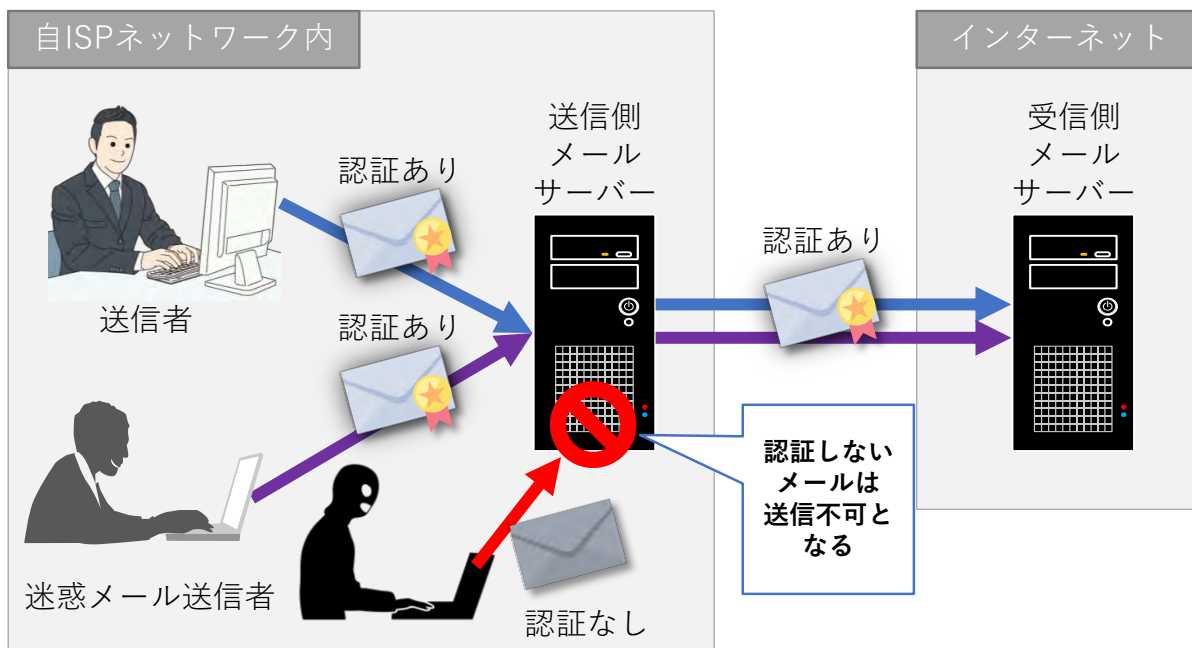 自ISPネットワーク内
インターネット
送信側
メール
サーバー
受信側
メール
サーバー
認証あり
認証あり
送信者
認証あり
認証しない
メールは
送信不可と
なる
迷惑メール送信者
認証なし